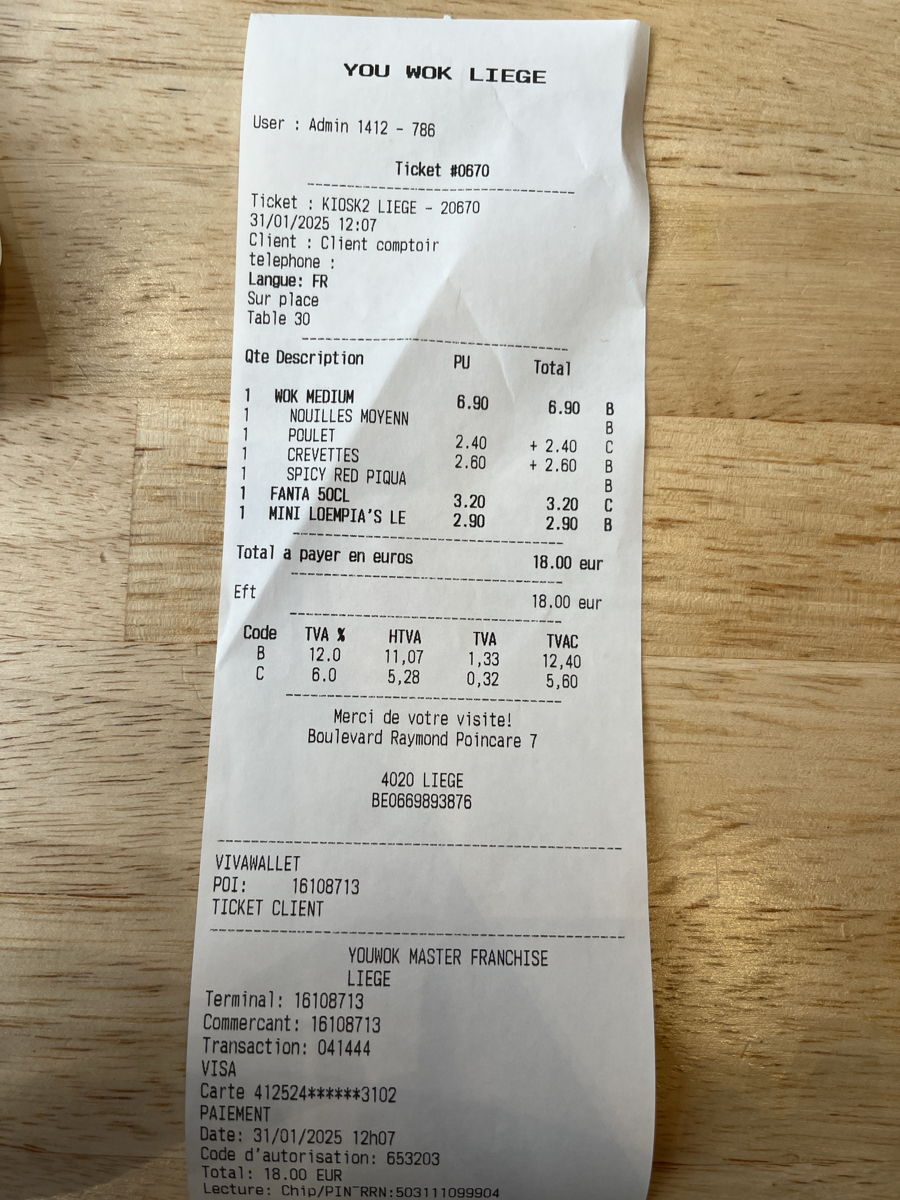 YOU WOK LIEGE
User : Admin 1412 - 786
Ticket #0670
Ticket : KIOSK2 LIEGE - 20670
31/01/2025 12:07
Client : Client comptoir
telephone :
Langue: FR
Sur place
Table 30
Qte Description PU Total
1 WOK MEDIUM 6.90 6.90 B
1 NOUILLES MOYENN B
1 POULET 2.40 + 2.40 C
1 CREVETTES 2.60 + 2.60 B
1 SPICY RED PIQUA B
1 FANTA 50CL 3.20 3.20 C
1 MINI LOEMPIA'S LE 2.90 2.90 B
Total a payer en euros 18.00 eur
Eft 18.00 eur
Code TVA % HTVA TVA TVAC
B 12.0 11,07 1,33 12,40
C 6.0 5,28 0,32 5,60
Merci de votre visite!
Boulevard Raymond Poincare 7
4020 LIEGE
BE0669893876
VIVAWALLET
POI: 16108713
TICKET CLIENT
YOUWOK MASTER FRANCHISE
LIEGE
Terminal: 16108713
Commercant: 16108713
Transaction: 041444
VISA
Carte 412524******3102
PAIEMENT
Date: 31/01/2025 12h07
Code d'autorisation: 653203
Total: 18.00 EUR
Lecture: Chip/PIN RRN:503111099904